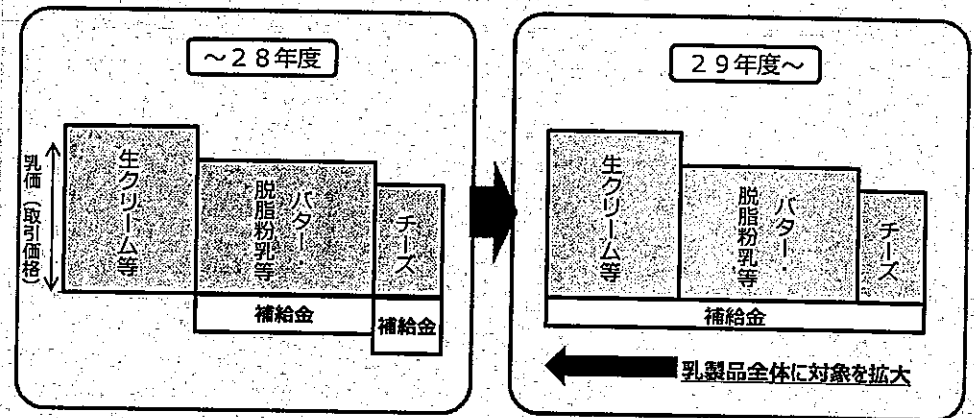 ～２８年度
乳価（取引価格）
生クリーム等
バター・
脱脂粉乳等
チーズ
補給金
補給金
２９年度～
生クリーム等
バター・
脱脂粉乳等
チーズ
補給金
乳製品全体に対象を拡大